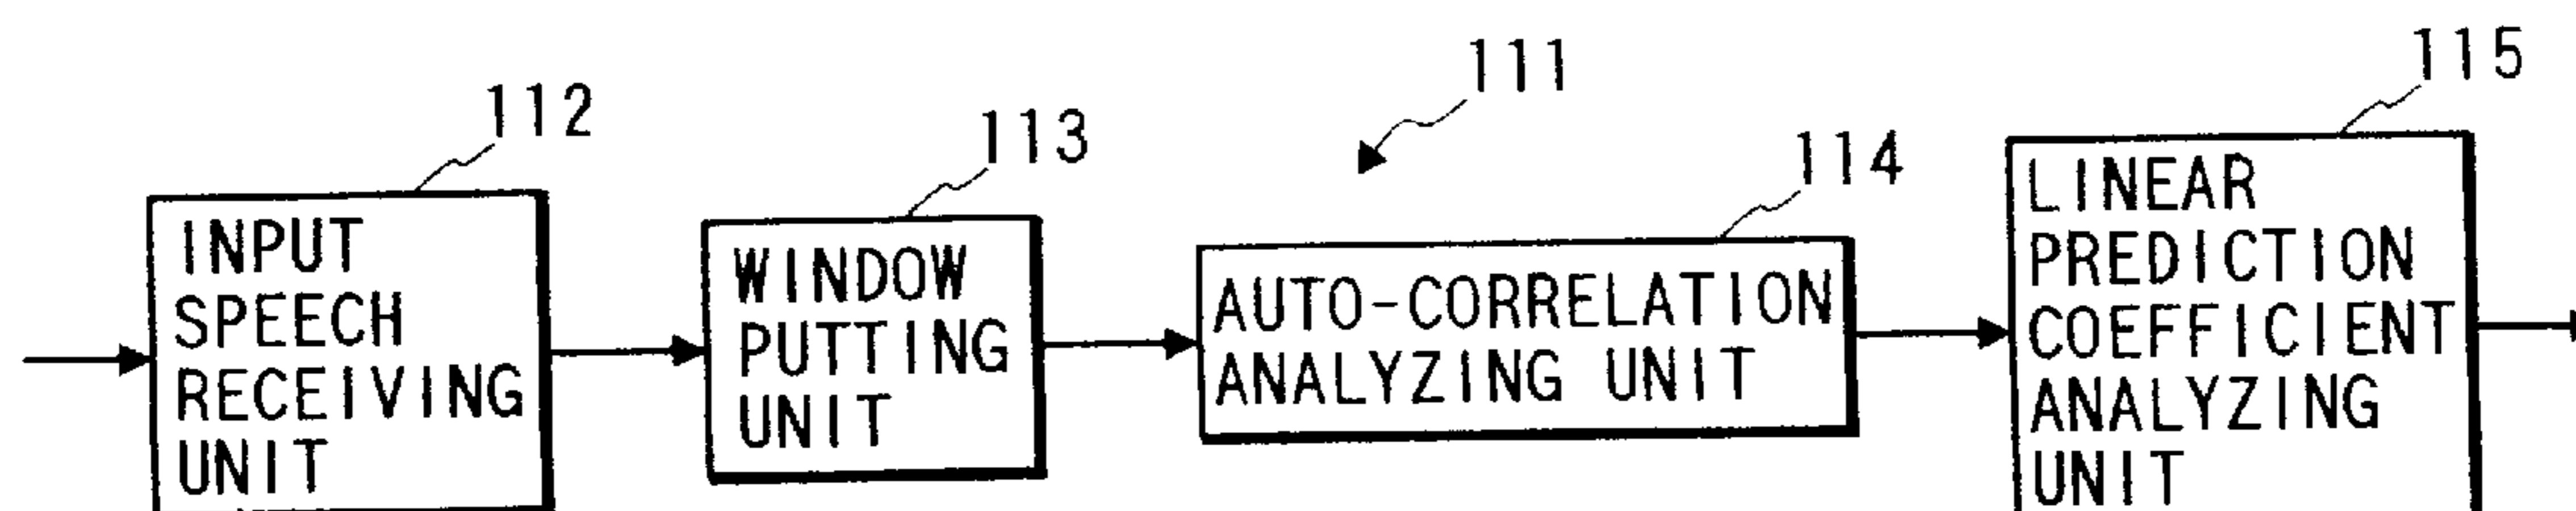 111
112
INPUT
SPEECH
RECEIVING
UNIT
113
WINDOW
PUTTING
UNIT
114
AUTO-CORRELATION
ANALYZING UNIT
115
LINEAR
PREDICTION
COEFFICIENT
ANALYZING
UNIT